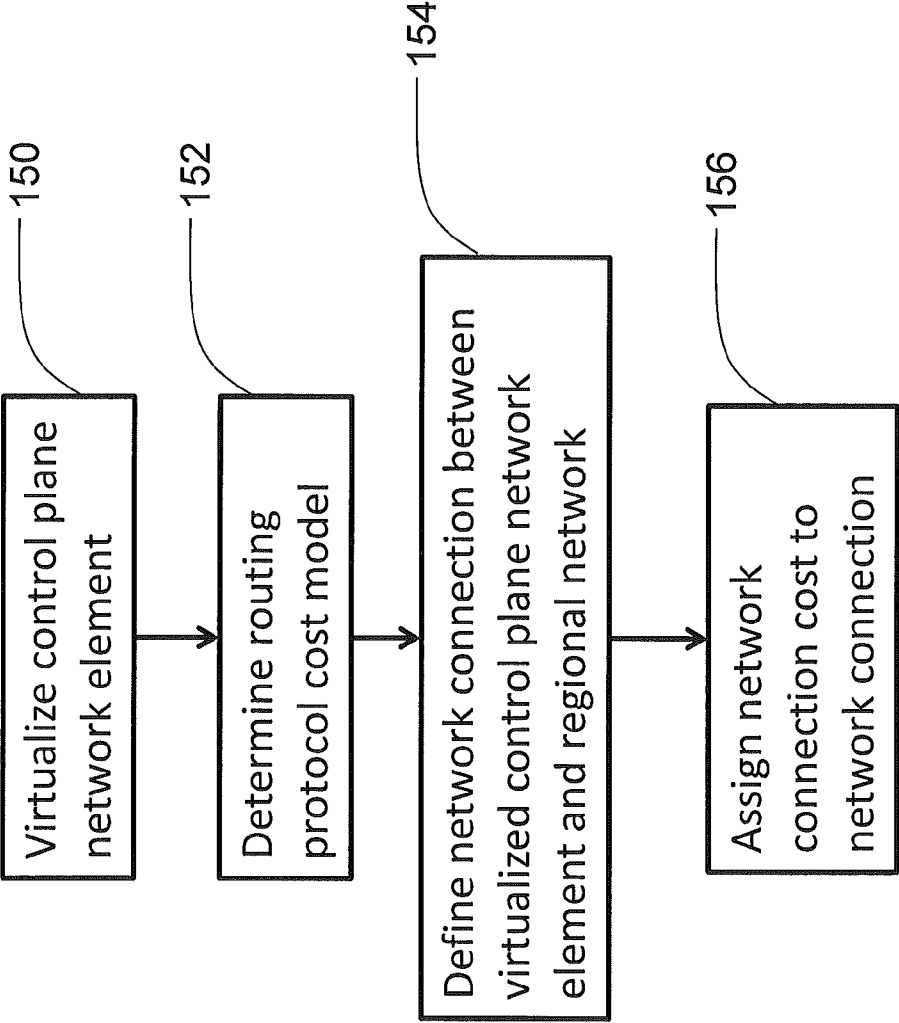 150
Virtualize control plane
network element
152
Determine routing
protocol cost model
154
Define network connection between
virtualized control plane network
element and regional network
156
Assign network
connection cost to
network connection